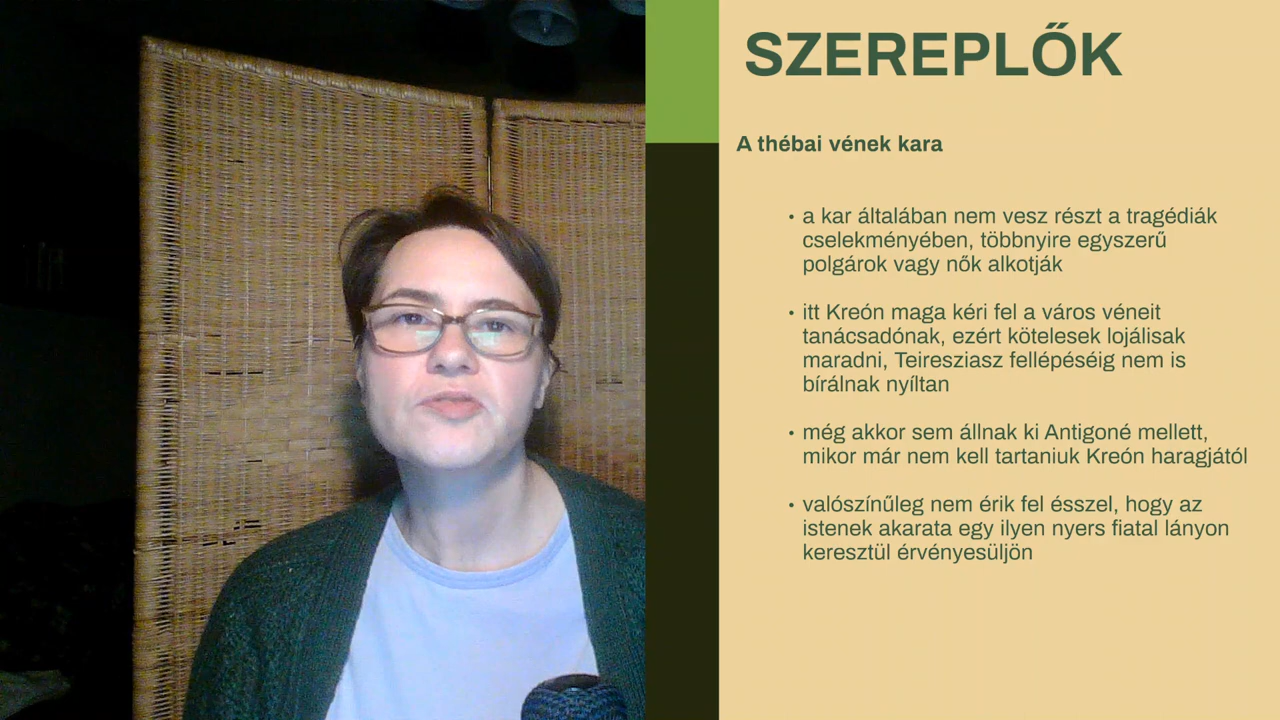 SZEREPLŐK
A thébai vének kara
• a kar általában nem vesz részt a tragédiák
cselekményében, többnyire egyszerű
polgárok vagy nők alkotják
• itt Kreón maga kéri fel a város véneit
tanácsadónak, ezért kötelesek lojálisak
maradni, Teiresziasz fellépéséig nem is
bírálnak nyíltan
• még akkor sem állnak ki Antigoné mellett,
mikor már nem kell tartaniuk Kreón haragjától
• valószínűleg nem érik fel ésszel, hogy az
istenek akarata egy ilyen nyers fiatal lányon
keresztül érvényesüljön